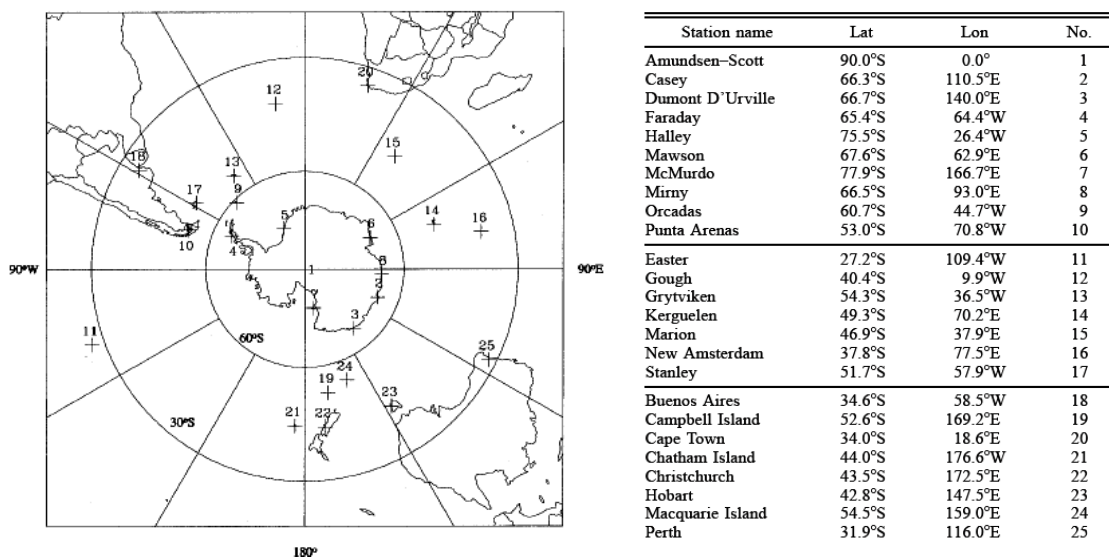 20
12
15
18
13
17
9
14
16
5
6
10
4
90°W
1
8
90°E
2
7
3
11
60°S
25
24
19
23
30°S
21
22
180°
Station name Lat Lon No.
Amundsen–Scott 90.0°S 0.0° 1
Casey 66.3°S 110.5°E 2
Dumont D'Urville 66.7°S 140.0°E 3
Faraday 65.4°S 64.4°W 4
Halley 75.5°S 26.4°W 5
Mawson 67.6°S 62.9°E 6
McMurdo 77.9°S 166.7°E 7
Mirny 66.5°S 93.0°E 8
Orcadas 60.7°S 44.7°W 9
Punta Arenas 53.0°S 70.8°W 10
Easter 27.2°S 109.4°W 11
Gough 40.4°S 9.9°W 12
Grytviken 54.3°S 36.5°W 13
Kerguelen 49.3°S 70.2°E 14
Marion 46.9°S 37.9°E 15
New Amsterdam 37.8°S 77.5°E 16
Stanley 51.7°S 57.9°W 17
Buenos Aires 34.6°S 58.5°W 18
Campbell Island 52.6°S 169.2°E 19
Cape Town 34.0°S 18.6°E 20
Chatham Island 44.0°S 176.6°W 21
Christchurch 43.5°S 172.5°E 22
Hobart 42.8°S 147.5°E 23
Macquarie Island 54.5°S 159.0°E 24
Perth 31.9°S 116.0°E 25